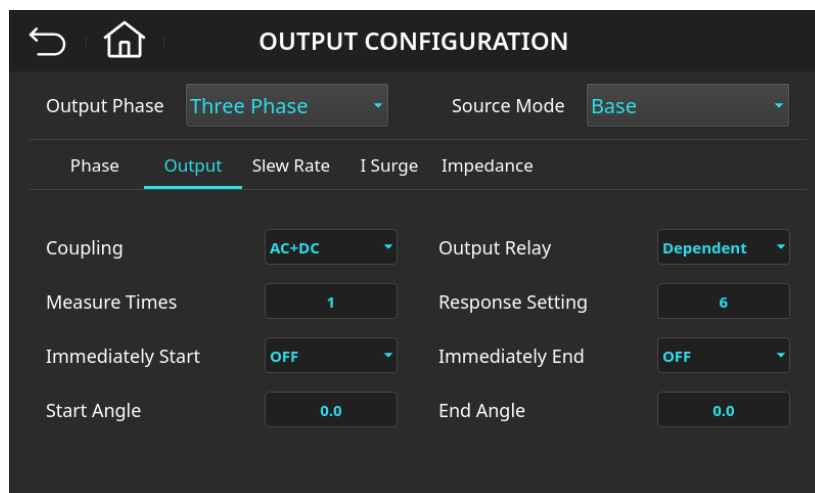 OUTPUT CONFIGURATION
Output Phase Three Phase Source Mode Base
Phase Output Slew Rate I Surge Impedance
Coupling AC+DC Output Relay Dependent
Measure Times 1 Response Setting 6
Immediately Start OFF Immediately End OFF
Start Angle 0.0 End Angle 0.0